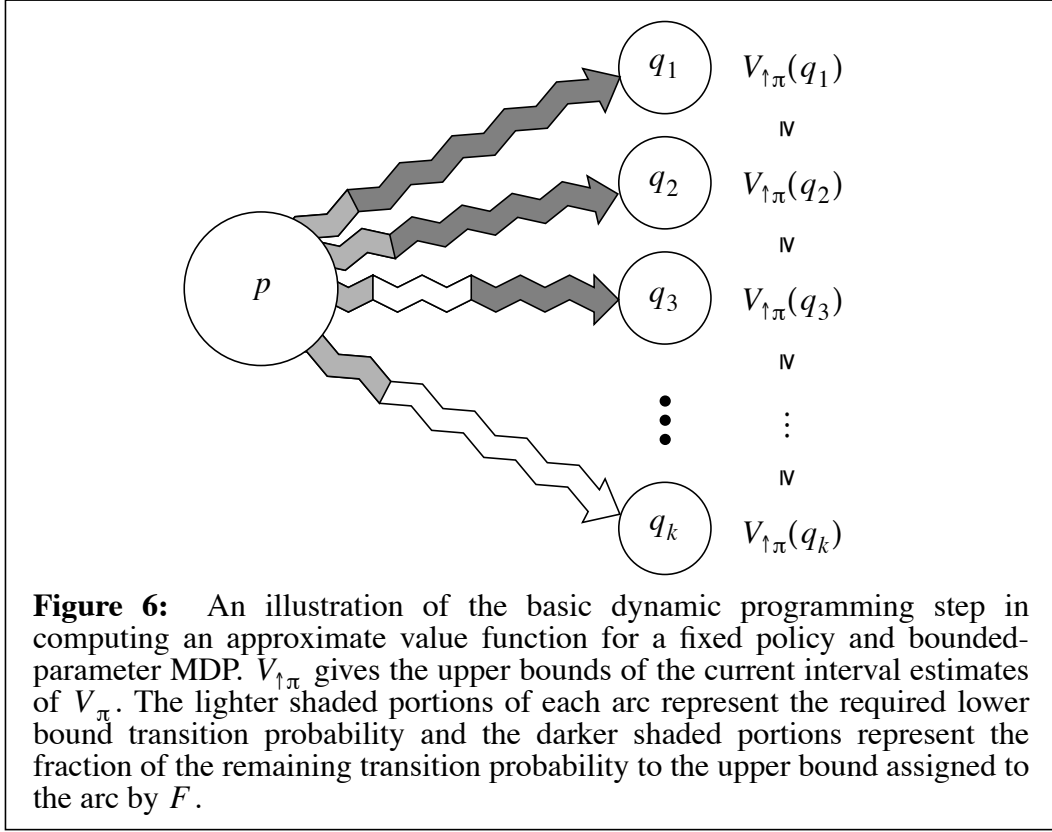 q₁ V↑π(q₁)
≥
q₂ V↑π(q₂)
≥
p q₃ V↑π(q₃)
≥
⋮ ⋮
≥
qₖ V↑π(qₖ)
Figure 6: An illustration of the basic dynamic programming step in
computing an approximate value function for a fixed policy and bounded-
parameter MDP. V↑π gives the upper bounds of the current interval estimates
of Vπ. The lighter shaded portions of each arc represent the required lower
bound transition probability and the darker shaded portions represent the
fraction of the remaining transition probability to the upper bound assigned to
the arc by F.